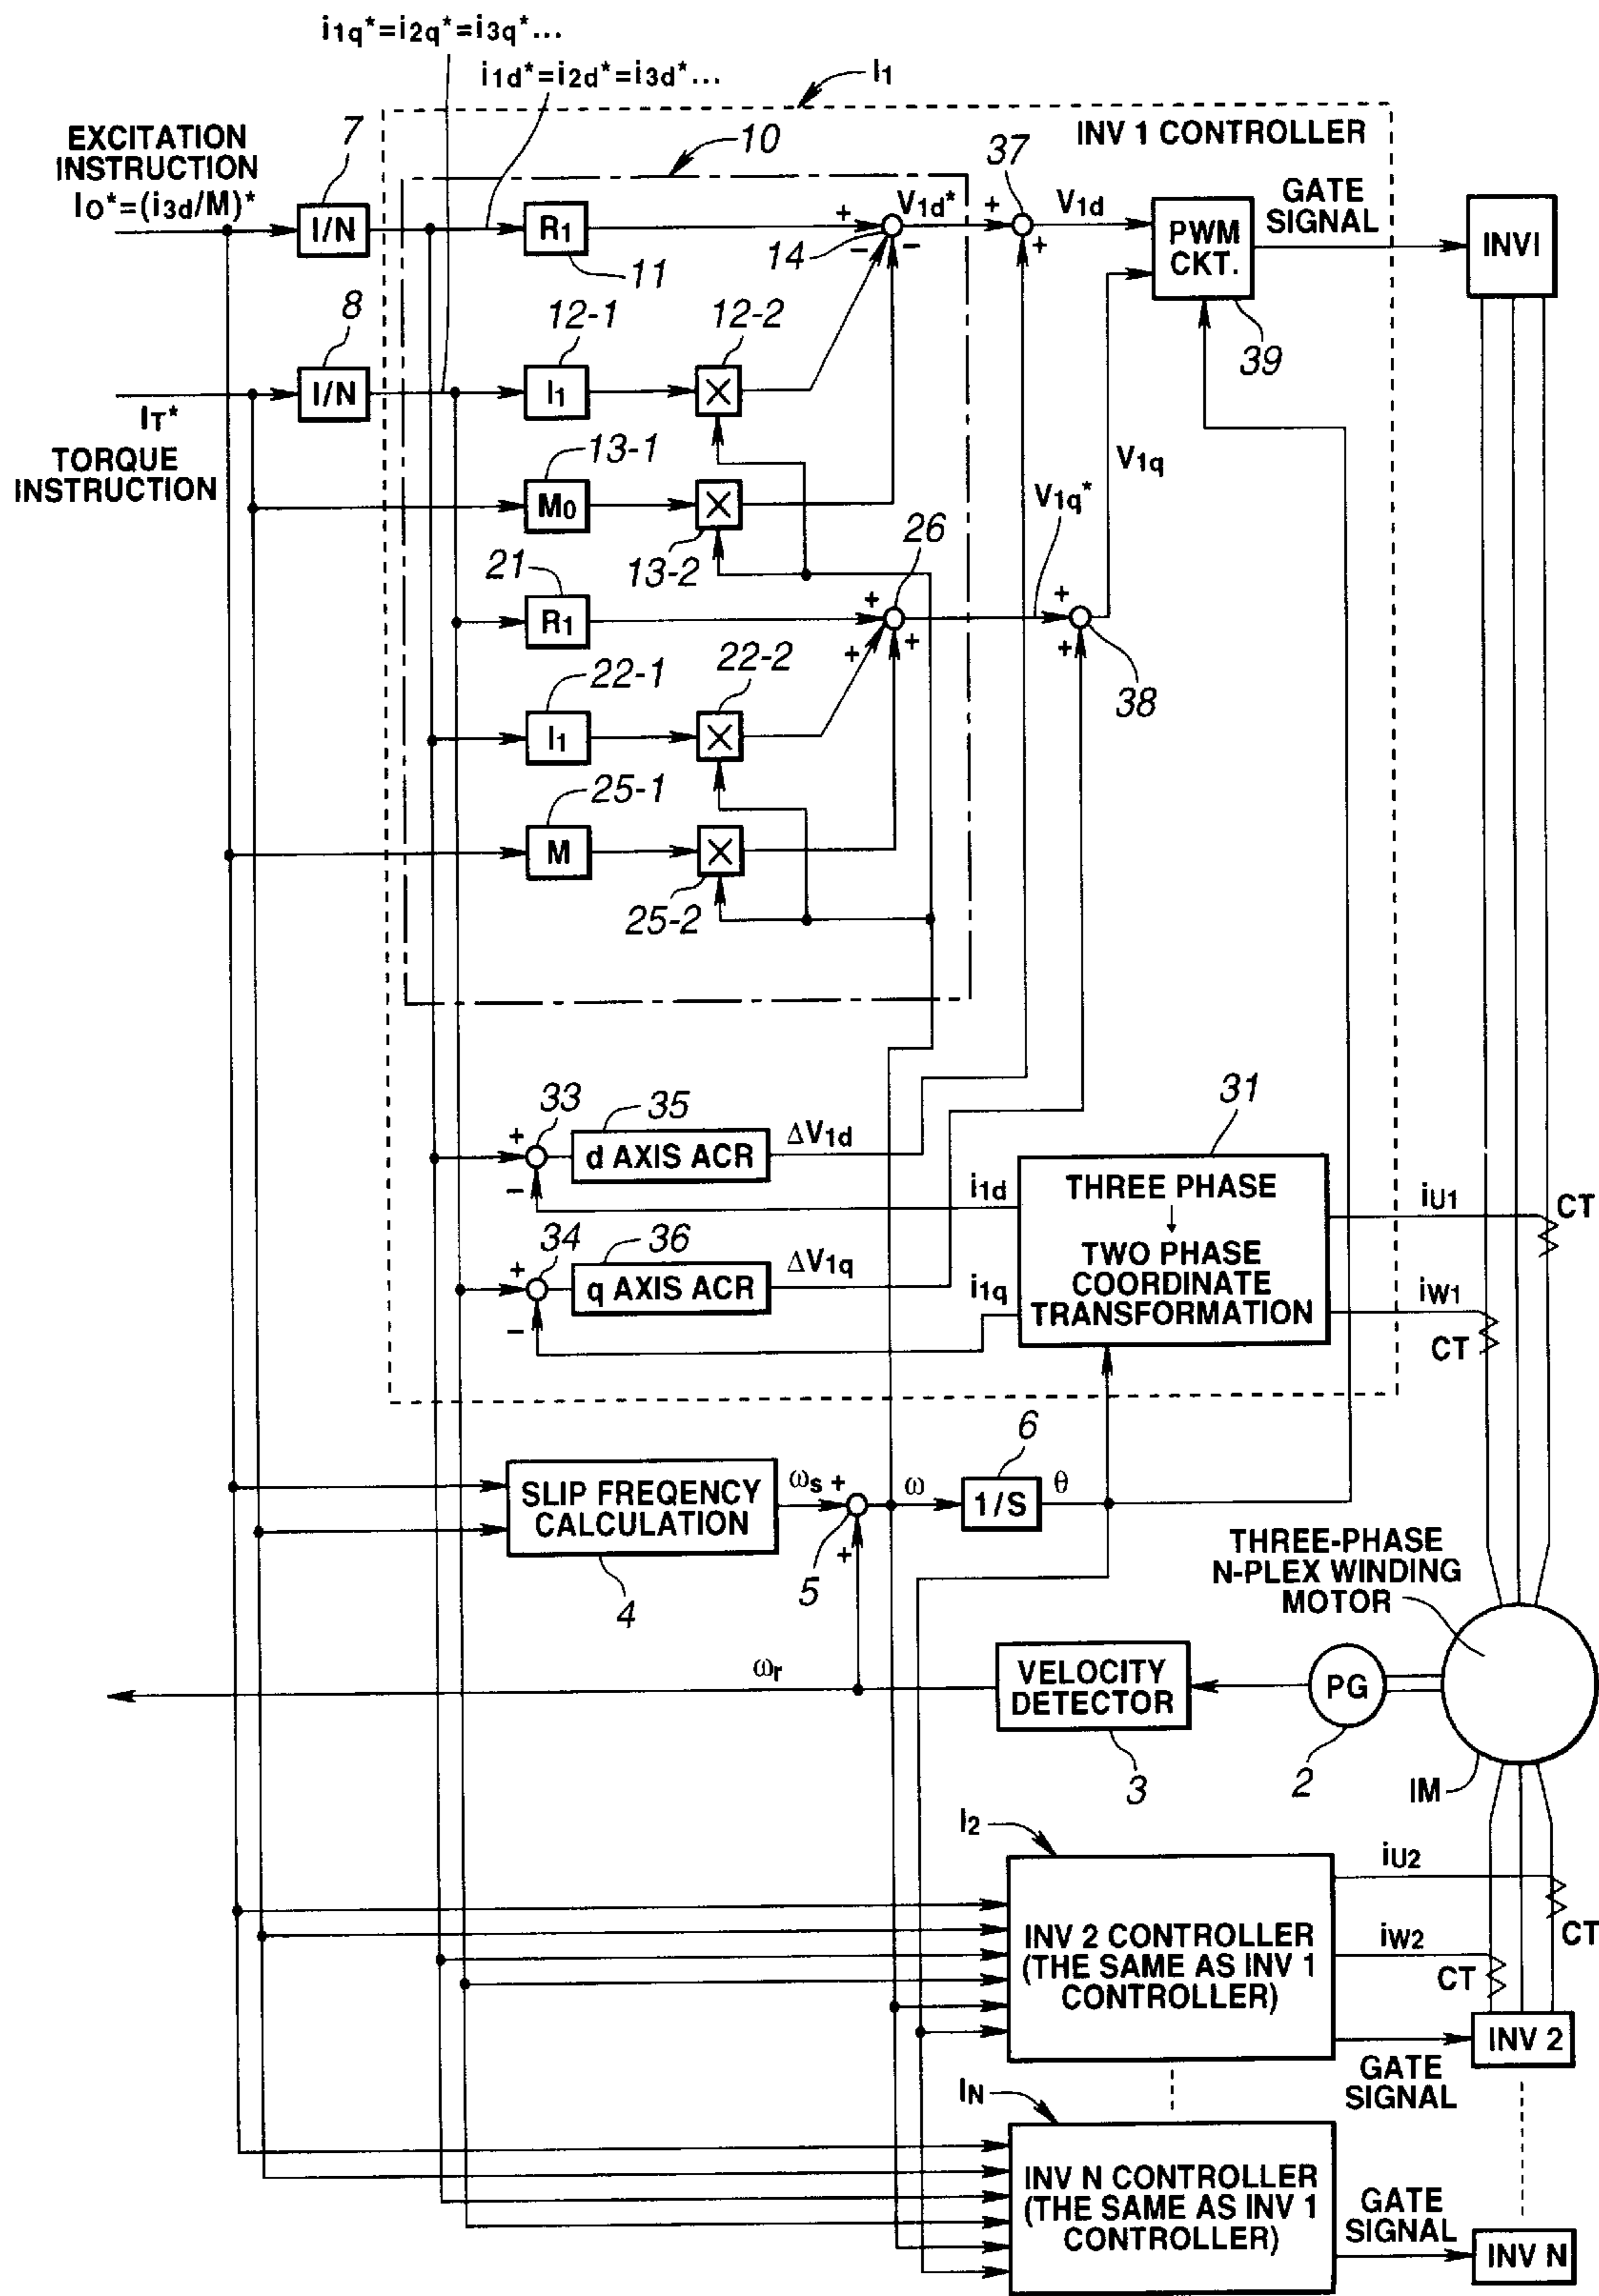 i1q*=i2q*=i3q*...
i1d*=i2d*=i3d*...
I1
EXCITATION
INSTRUCTION
IO*=(i3d/M)*
7
I/N
10
INV 1 CONTROLLER
37
R1
11
+
14
−
−
V1d*
+
+
V1d
PWM
CKT.
39
GATE
SIGNAL
INVI
8
I/N
IT*
TORQUE
INSTRUCTION
12-1
I1
12-2
×
13-1
M0
×
13-2
V1q
V1q*
21
R1
26
+
+
+
+
+
38
22-1
I1
22-2
×
25-1
M
×
25-2
33
+
−
35
d AXIS ACR
ΔV1d
31
THREE PHASE
↓
TWO PHASE
COORDINATE
TRANSFORMATION
i1d
i1q
iU1
CT
iW1
CT
34
+
−
36
q AXIS ACR
ΔV1q
SLIP FREQENCY
CALCULATION
4
ωs +
+
5
ω
6
1/S
θ
THREE-PHASE
N-PLEX WINDING
MOTOR
ωr
VELOCITY
DETECTOR
3
PG
2
IM
I2
INV 2 CONTROLLER
(THE SAME AS INV 1
CONTROLLER)
iU2
CT
iW2
CT
INV 2
GATE
SIGNAL
IN
INV N CONTROLLER
(THE SAME AS INV 1
CONTROLLER)
GATE
SIGNAL
INV N